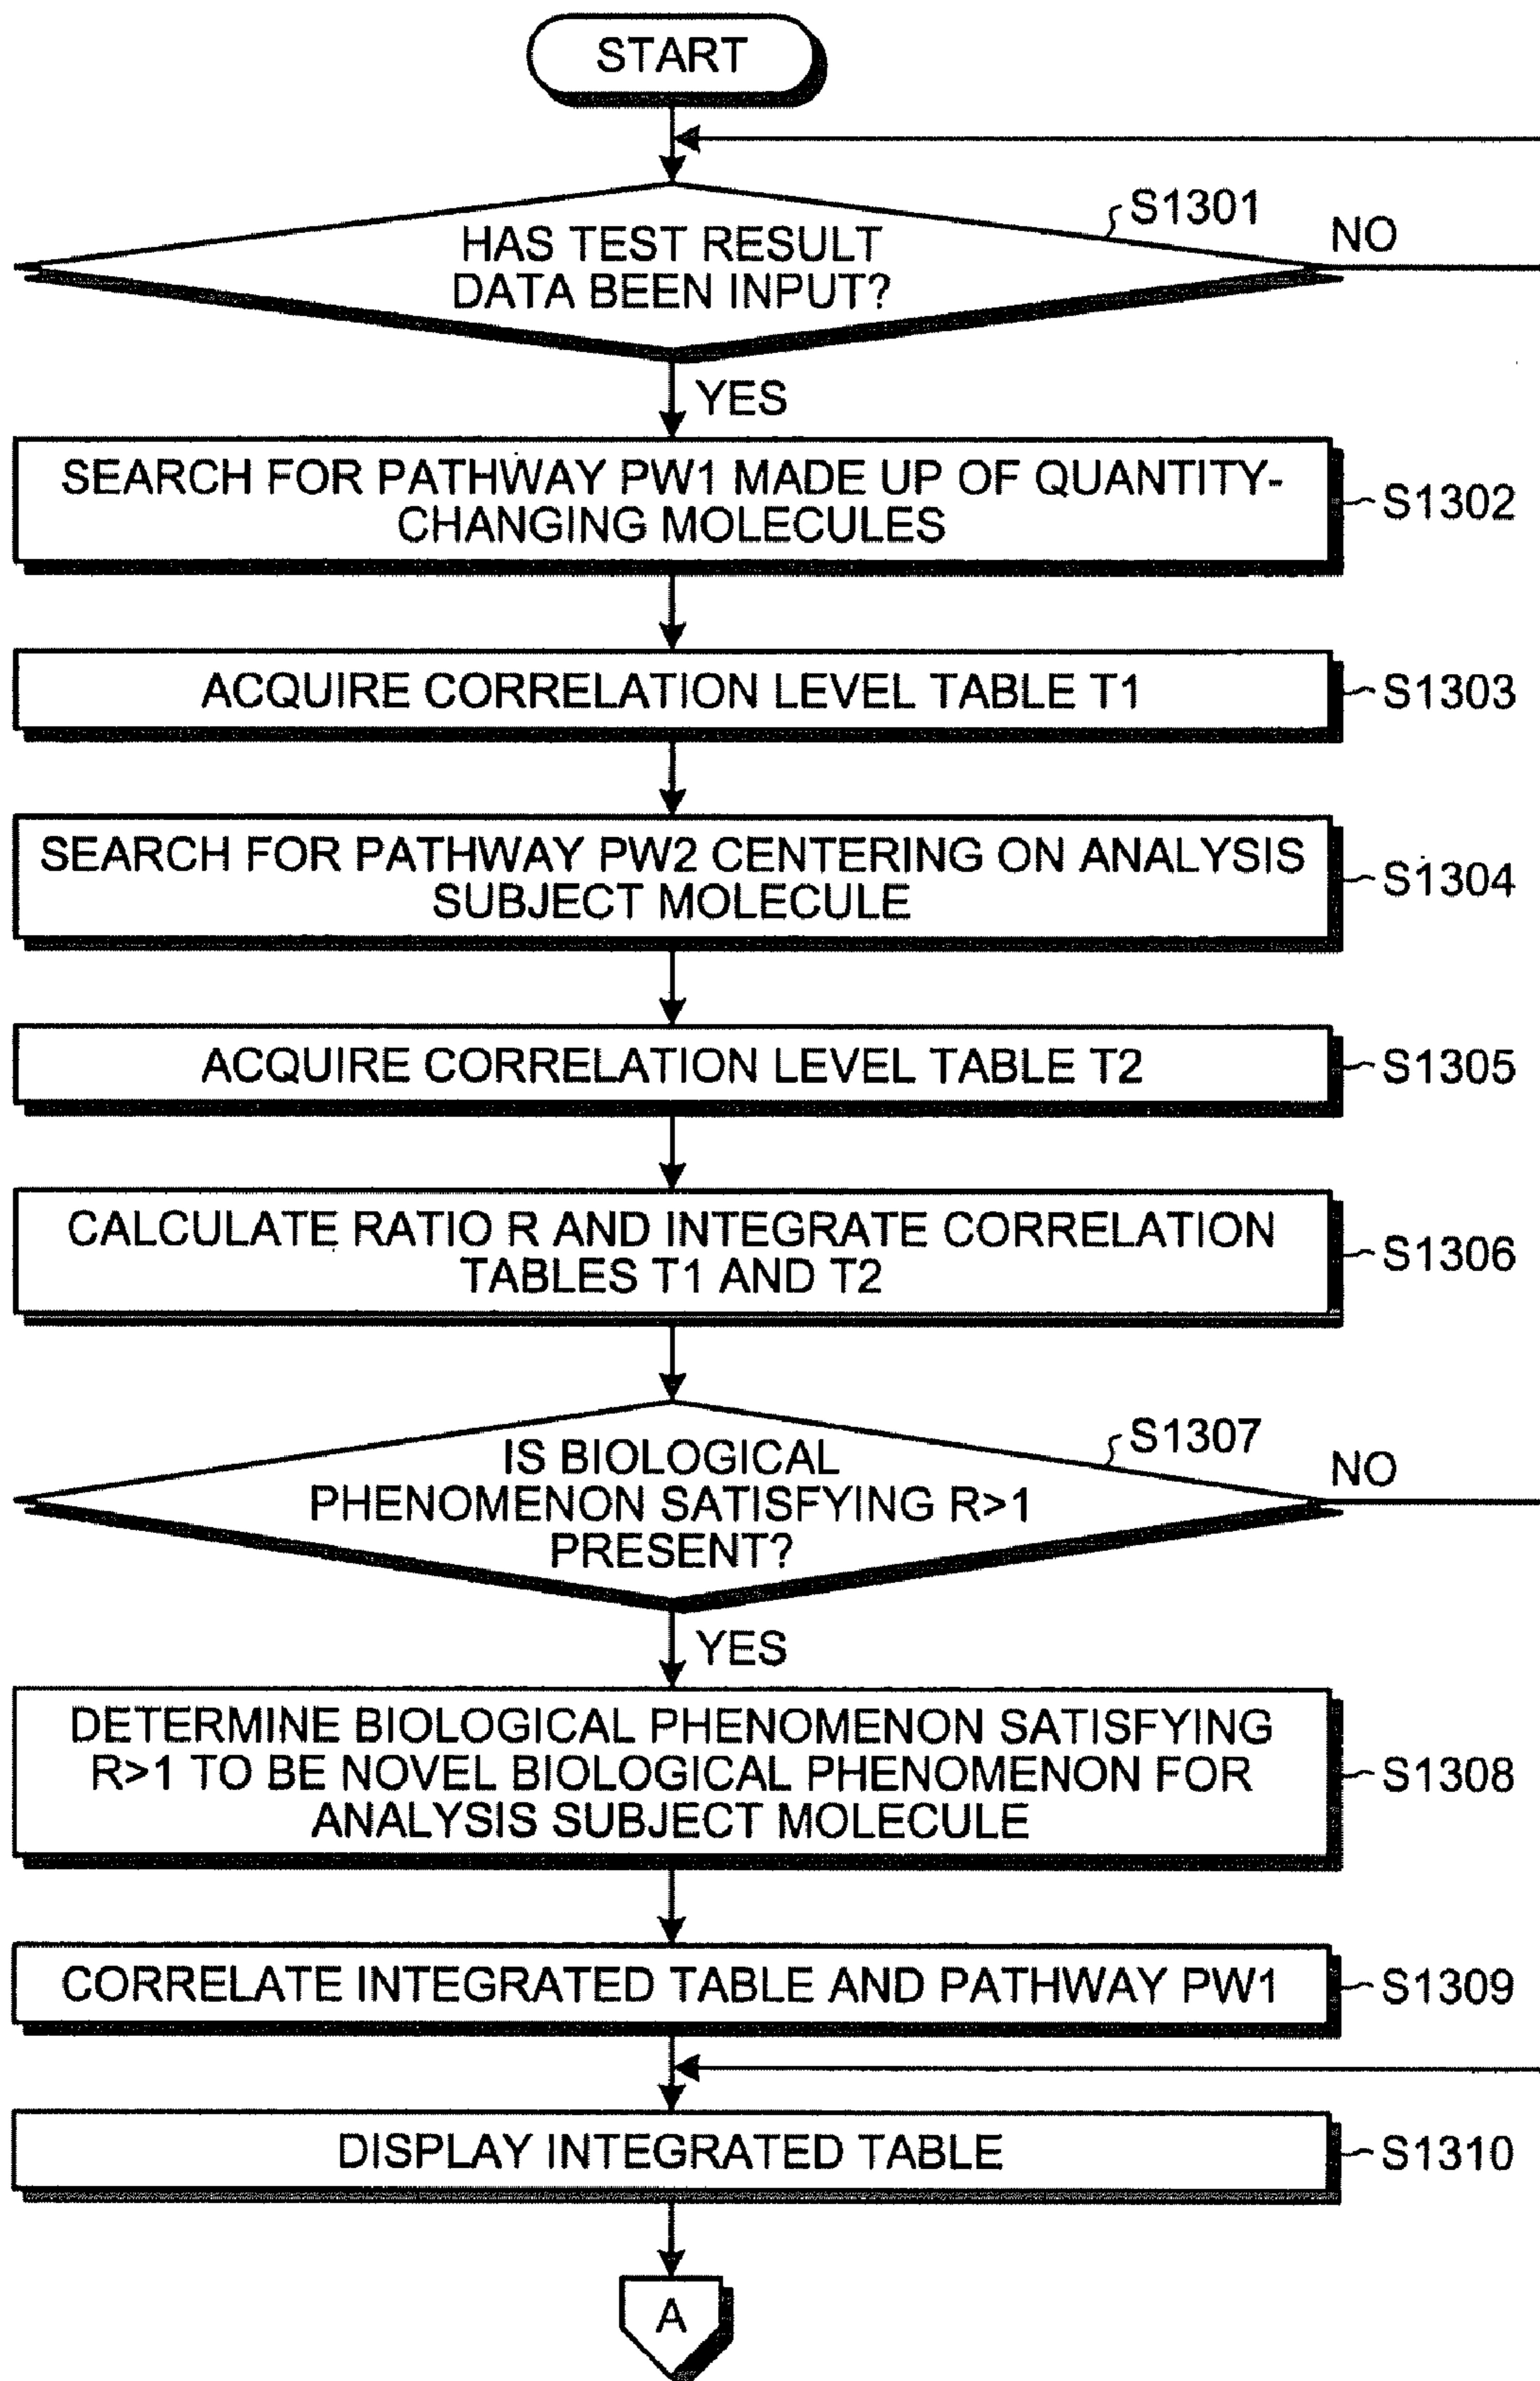 START
S1301
HAS TEST RESULT
DATA BEEN INPUT?
NO
YES
SEARCH FOR PATHWAY PW1 MADE UP OF QUANTITY-
CHANGING MOLECULES
S1302
ACQUIRE CORRELATION LEVEL TABLE T1
S1303
SEARCH FOR PATHWAY PW2 CENTERING ON ANALYSIS
SUBJECT MOLECULE
S1304
ACQUIRE CORRELATION LEVEL TABLE T2
S1305
CALCULATE RATIO R AND INTEGRATE CORRELATION
TABLES T1 AND T2
S1306
S1307
IS BIOLOGICAL
PHENOMENON SATISFYING R>1
PRESENT?
NO
YES
DETERMINE BIOLOGICAL PHENOMENON SATISFYING
R>1 TO BE NOVEL BIOLOGICAL PHENOMENON FOR
ANALYSIS SUBJECT MOLECULE
S1308
CORRELATE INTEGRATED TABLE AND PATHWAY PW1
S1309
DISPLAY INTEGRATED TABLE
S1310
A